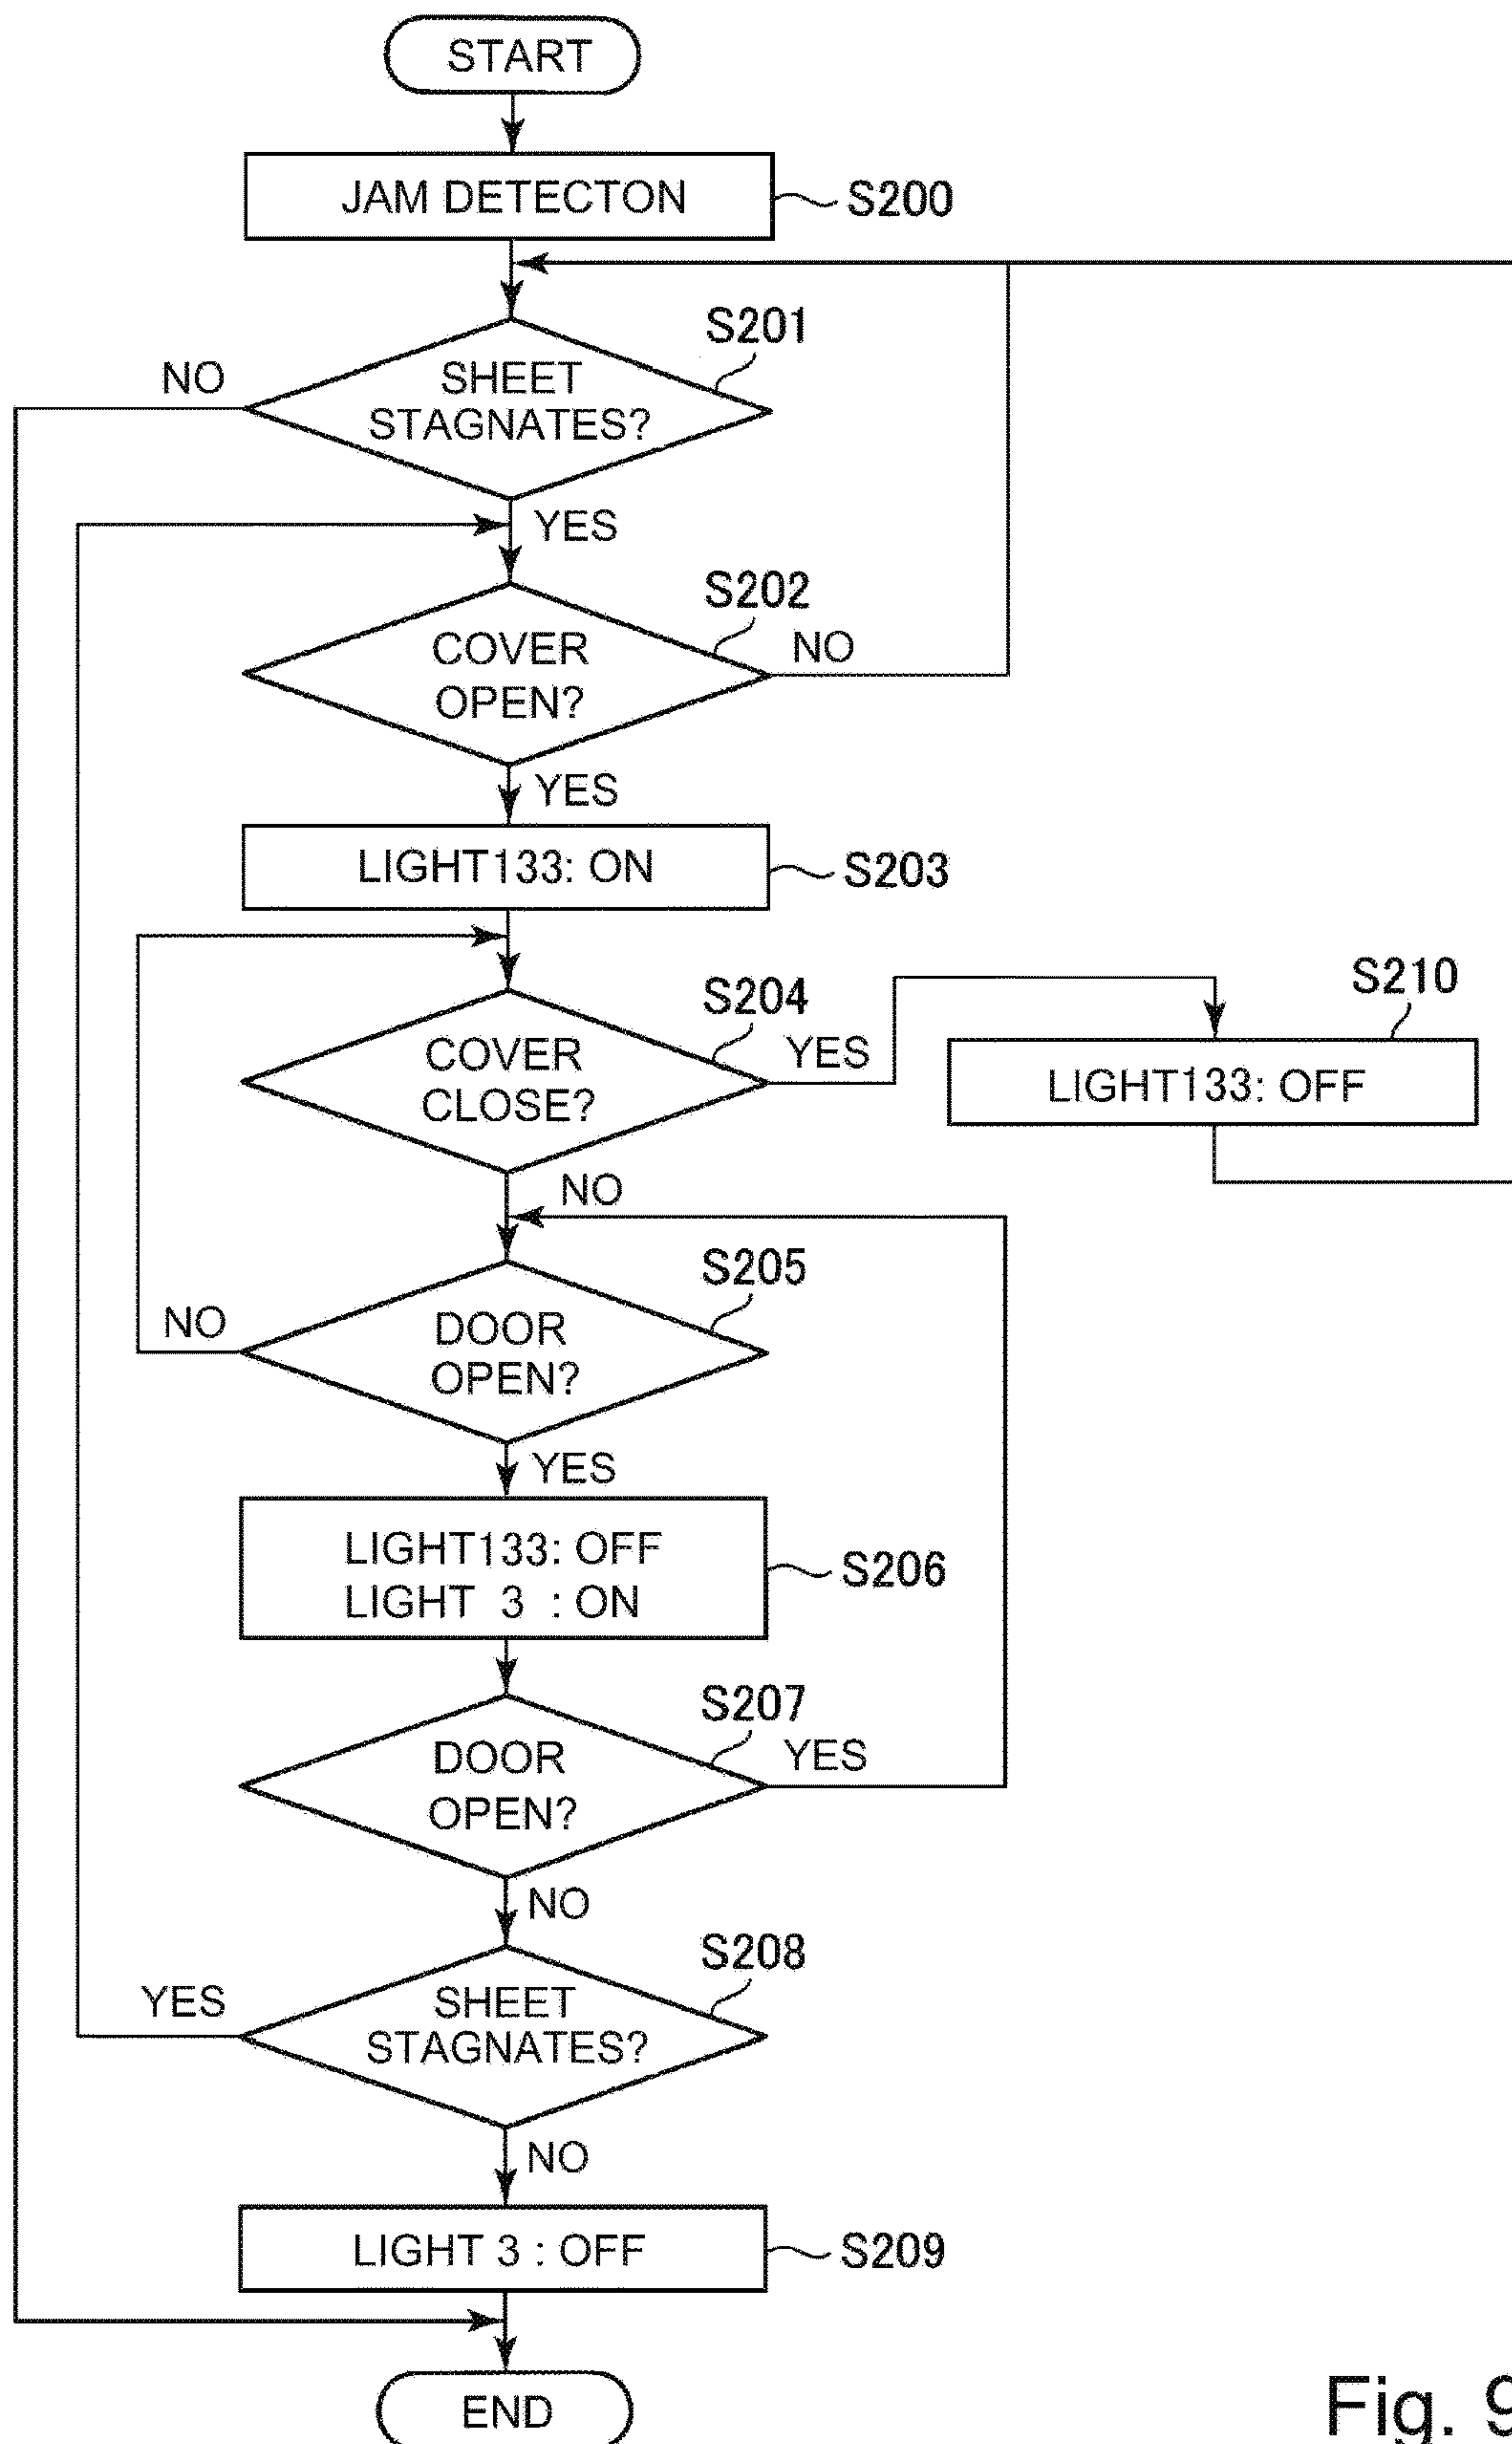 START
JAM DETECTON
S200
S201
NO
SHEET
STAGNATES?
YES
S202
COVER
OPEN?
NO
YES
LIGHT133: ON
S203
S204
COVER
CLOSE?
YES
S210
LIGHT133: OFF
NO
S205
NO
DOOR
OPEN?
YES
LIGHT133: OFF
LIGHT 3 : ON
S206
S207
DOOR
OPEN?
YES
NO
S208
YES
SHEET
STAGNATES?
NO
LIGHT 3 : OFF
S209
END
Fig. 9